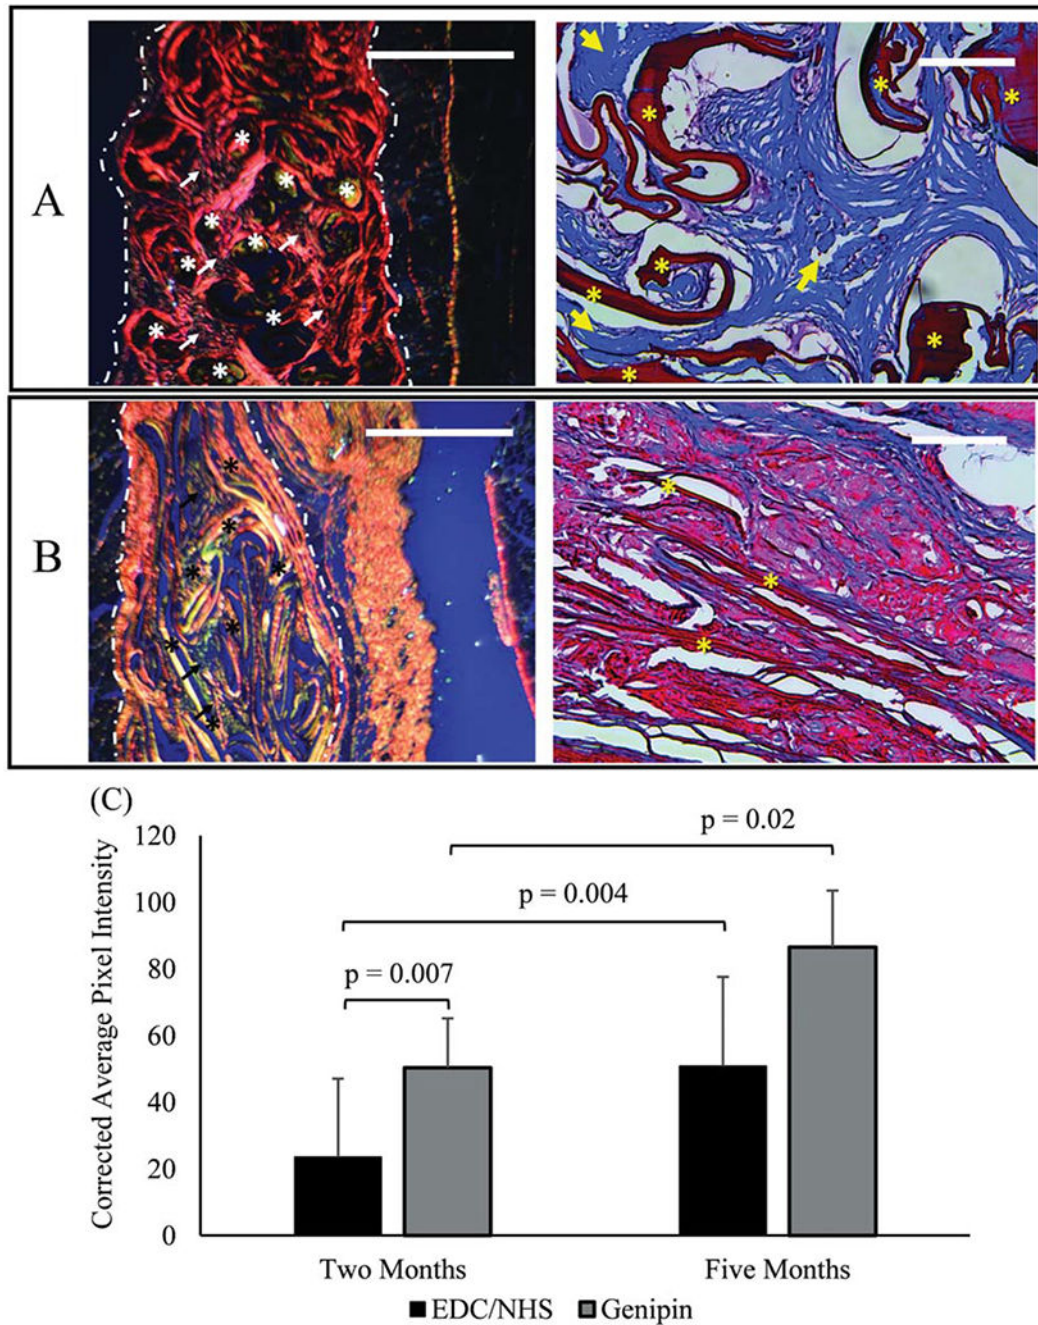 A
B
(C)
p = 0.02
p = 0.004
p = 0.007
Corrected Average Pixel Intensity
120
100
80
60
40
20
0
Two Months
Five Months
EDC/NHS
Genipin